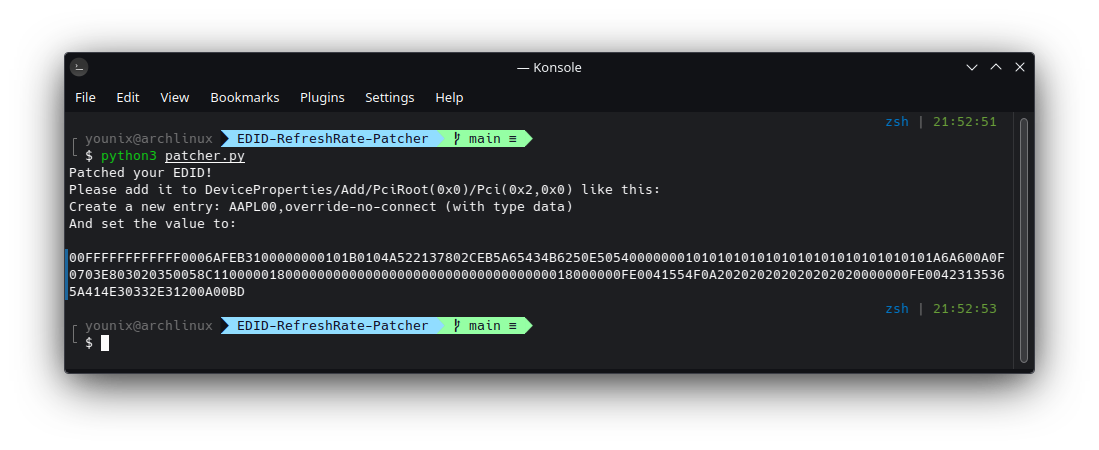 — Konsole
File Edit View Bookmarks Plugins Settings Help
zsh | 21:52:51
younix@archlinux EDID-RefreshRate-Patcher main ≡
$ python3 patcher.py
Patched your EDID!
Please add it to DeviceProperties/Add/PciRoot(0x0)/Pci(0x2,0x0) like this:
Create a new entry: AAPL00,override-no-connect (with type data)
And set the value to:
00FFFFFFFFFFFF0006AFEB3100000000101B0104A522137802CEB5A65434B6250E505400000001010101010101010101010101010101A6A600A0F
0703E803020350058C11000001800000000000000000000000000000000000018000000FE0041554F0A202020202020202020000000FE0042313536
5A414E30332E31200A00BD
zsh | 21:52:53
younix@archlinux EDID-RefreshRate-Patcher main ≡
$